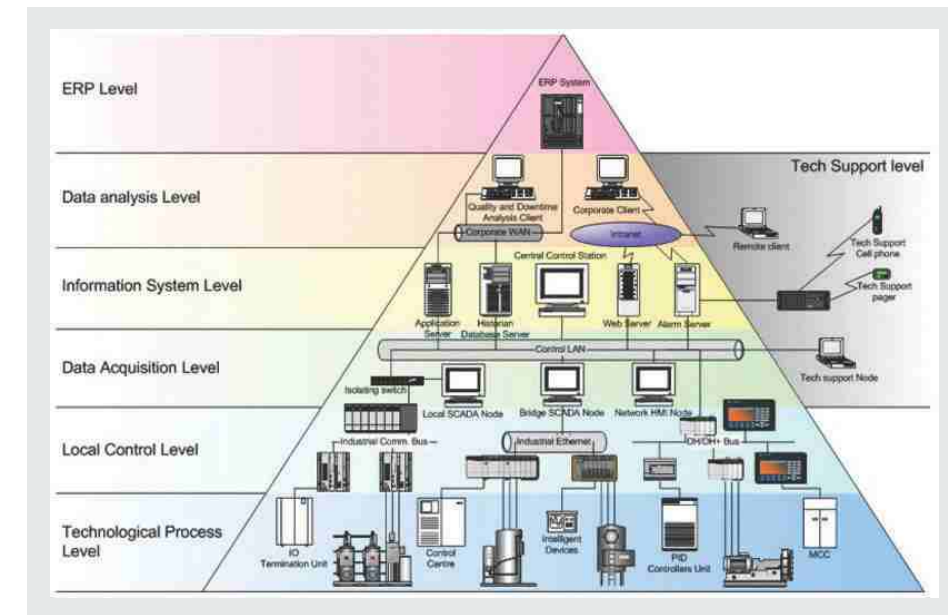 ERP Level
ERP System
Tech Support level
Data analysis Level
Quality and Downtime
Analysis Client
Corporate Client
Corporate WAN
Intranet
Remote client
Tech Support
Cell phone
Central Control Station
Information System Level
Tech Support
pager
Application
Server
Historian
Database Server
Web Server
Alarm Server
Control LAN
Data Acquisition Level
Tech support Node
Isolating switch
Local SCADA Node
Bridge SCADA Node
Network HMI Node
Local Control Level
Industrial Comm. Bus
Industrial Ethernet
DH/DH+ Bus
Technological Process
Level
IO
Termination Unit
Control
Centre
Intelligent
Devices
PID
Controllers Unit
MCC